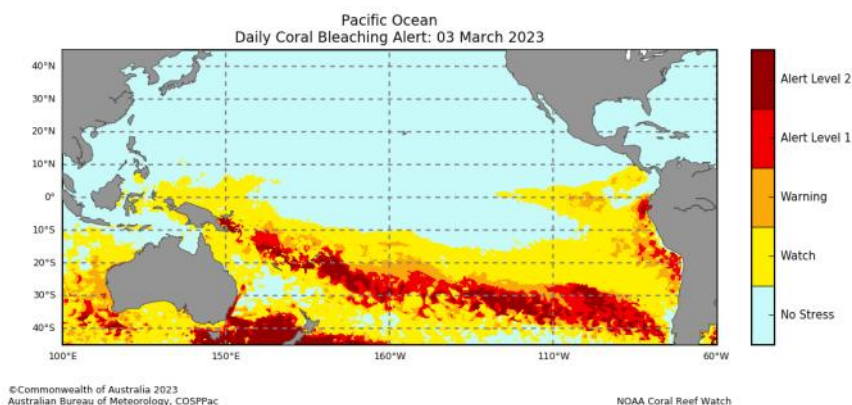 Pacific Ocean
Daily Coral Bleaching Alert: 03 March 2023
40°N
30°N
20°N
10°N
0°
10°S
20°S
30°S
40°S
100°E
150°E
160°W
110°W
60°W
Alert Level 2
Alert Level 1
Warning
Watch
No Stress
©Commonwealth of Australia 2023
Australian Bureau of Meteorology, COSPPac
NOAA Coral Reef Watch